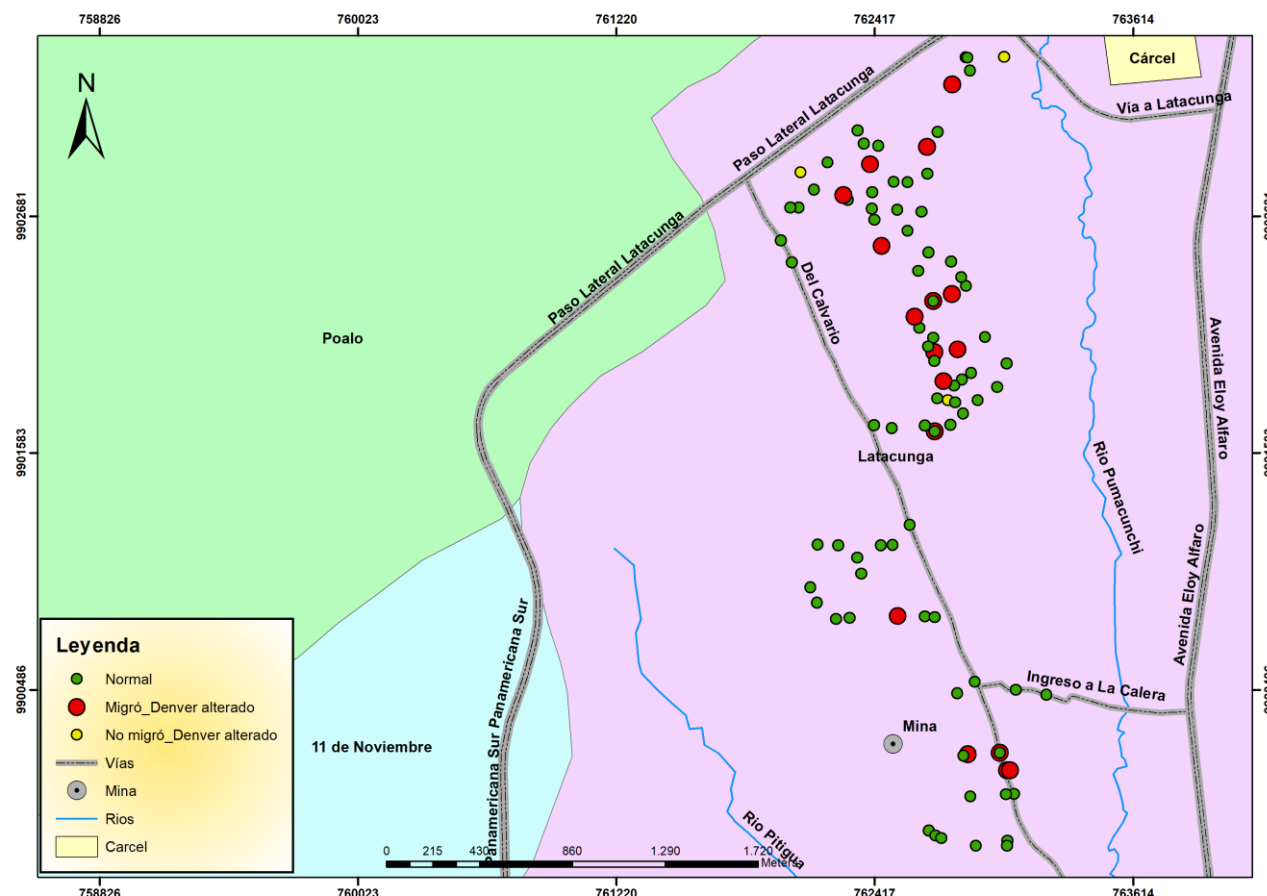 758826 760023 761220 762417 763614
N
Cárcel
Vía a Latacunga
Paso Lateral Latacunga
9902681
Paso Lateral Latacunga
Del Calvario
Poalo
Avenida Eloy Alfaro
9901583
Latacunga
Rio Pumacunchi
Avenida Eloy Alfaro
Panamericana Sur Panamericana Sur
9900486
Ingreso a La Calera
Mina
11 de Noviembre
Rio Pitigua
Leyenda
Normal
Migró_Denver alterado
No migró_Denver alterado
Vías
Mina
Rios
Carcel
0 215 430 860 1.290 1.720
Meters
758826 760023 761220 762417 763614